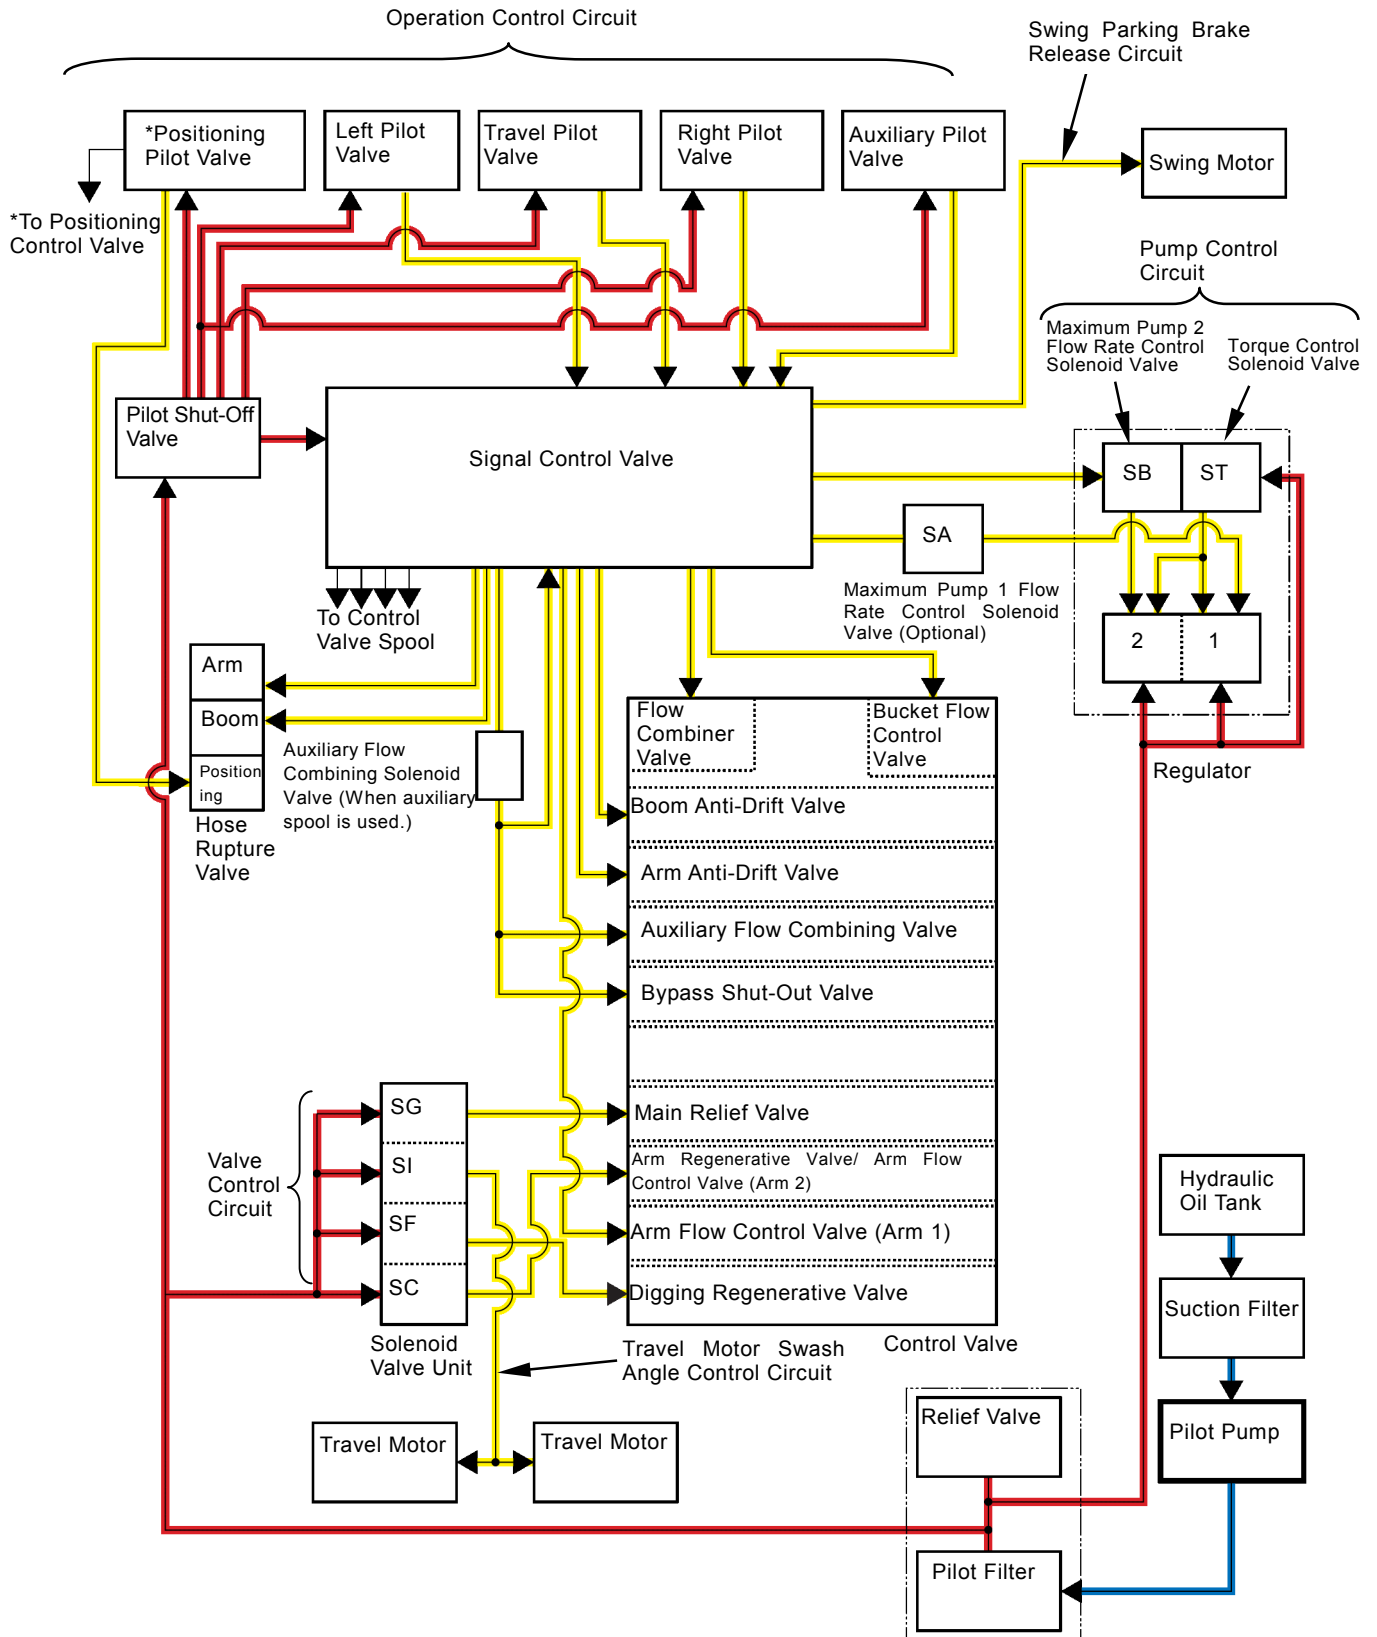 Operation Control Circuit
Swing Parking Brake
Release Circuit
*Positioning
Pilot Valve
Left Pilot
Valve
Travel Pilot
Valve
Right Pilot
Valve
Auxiliary Pilot
Valve
Swing Motor
*To Positioning
Control Valve
Pump Control
Circuit
Maximum Pump 2
Flow Rate Control
Solenoid Valve
Torque Control
Solenoid Valve
Pilot Shut-Off
Valve
Signal Control Valve
SB
ST
SA
Maximum Pump 1 Flow
Rate Control Solenoid
Valve (Optional)
To Control
Valve Spool
2
1
Regulator
Arm
Boom
Position
ing
Hose
Rupture
Valve
Auxiliary Flow
Combining Solenoid
Valve (When auxiliary
spool is used.)
Flow
Combiner
Valve
Bucket Flow
Control
Valve
Boom Anti-Drift Valve
Arm Anti-Drift Valve
Auxiliary Flow Combining Valve
Bypass Shut-Out Valve
Main Relief Valve
Arm Regenerative Valve/ Arm Flow
Control Valve (Arm 2)
Arm Flow Control Valve (Arm 1)
Digging Regenerative Valve
Control Valve
Valve
Control
Circuit
SG
SI
SF
SC
Solenoid
Valve Unit
Travel Motor Swash
Angle Control Circuit
Travel Motor
Travel Motor
Hydraulic
Oil Tank
Suction Filter
Pilot Pump
Relief Valve
Pilot Filter